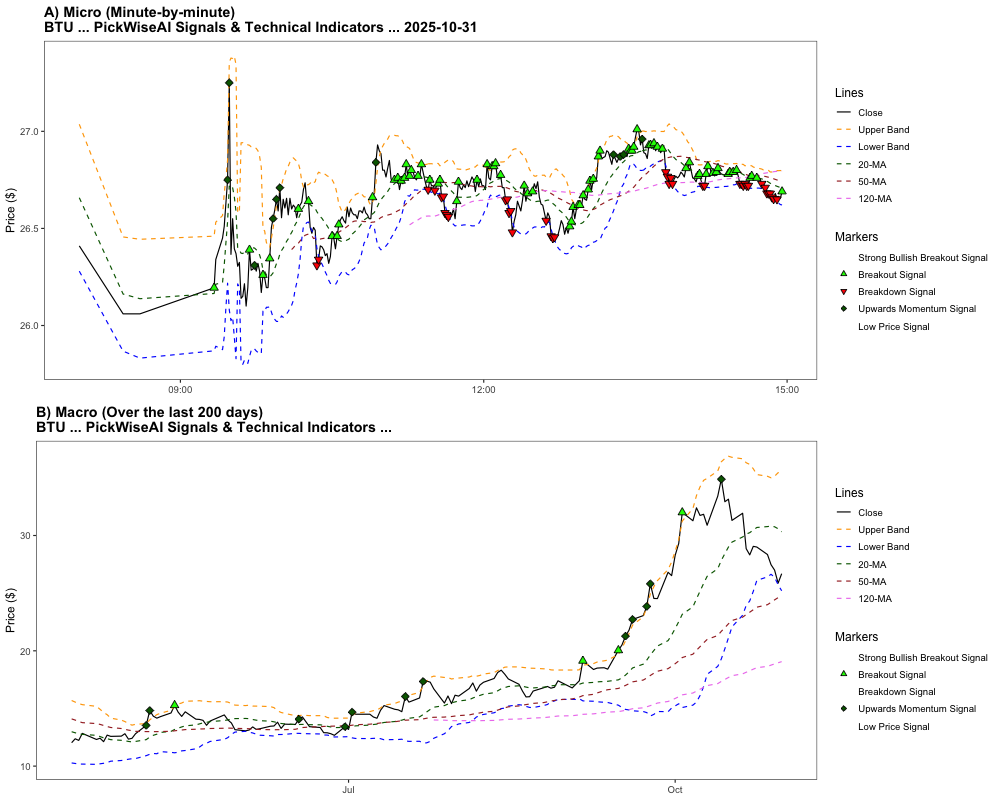 A) Micro (Minute-by-minute)
BTU ... PickWiseAI Signals & Technical Indicators ... 2025-10-31
Price ($)
27.0
26.5
26.0
09:00
12:00
15:00
Lines
Close
Upper Band
Lower Band
20-MA
50-MA
120-MA
Markers
Strong Bullish Breakout Signal
Breakout Signal
Breakdown Signal
Upwards Momentum Signal
Low Price Signal
B) Macro (Over the last 200 days)
BTU ... PickWiseAI Signals & Technical Indicators ...
Price ($)
30
20
10
Jul
Oct
Lines
Close
Upper Band
Lower Band
20-MA
50-MA
120-MA
Markers
Strong Bullish Breakout Signal
Breakout Signal
Breakdown Signal
Upwards Momentum Signal
Low Price Signal